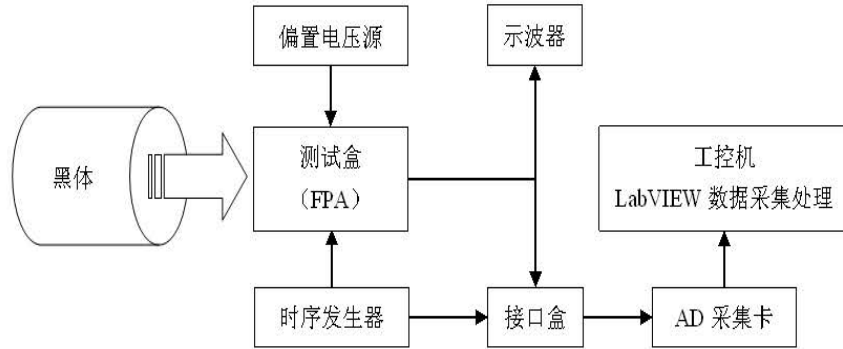 偏置电压源
示波器
黑体
测试盒
（FPA）
工控机
LabVIEW 数据采集处理
时序发生器
接口盒
AD 采集卡